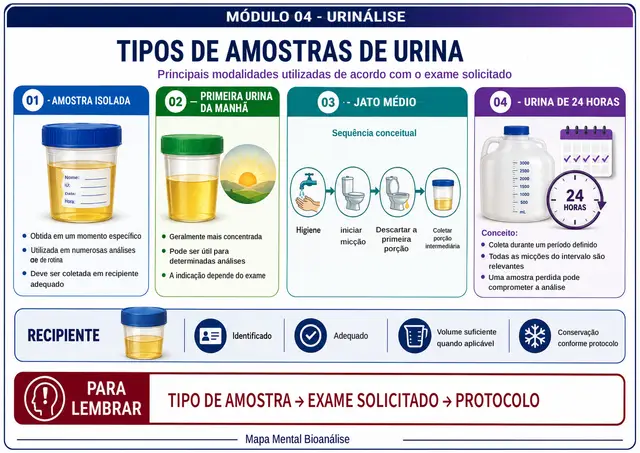 MÓDULO 04 - URINÁLISE
TIPOS DE AMOSTRAS DE URINA
Principais modalidades utilizadas de acordo com o exame solicitado
01 - AMOSTRA ISOLADA
Nome:
Hora:
• Obtida em um momento específico
• Utilizada em numerosas análises
de rotina
• Deve ser coletada em recipiente
adequado
02 — PRIMEIRA URINA
DA MANHÃ
• Geralmente mais concentrada
• Pode ser útil para
determinadas análises
• A indicação depende do exame
03 - JATO MÉDIO
Sequência conceitual
Higiene
iniciar
micção
Descartar a
primeira
porção
Coletar
porção
intermediária
04 - URINA DE 24 HORAS
3000
2500
2000
1500
1000
500
mL
24
HORAS
Conceito:
• Coleta durante um período definido
• Todas as micções do intervalo são
relevantes
• Uma amostra perdida pode
comprometer a análise
RECIPIENTE
Identificado
Adequado
Volume suficiente
quando aplicável
Conservação
conforme protocolo
PARA
LEMBRAR
TIPO DE AMOSTRA → EXAME SOLICITADO → PROTOCOLO
Mapa Mental Bioanálise